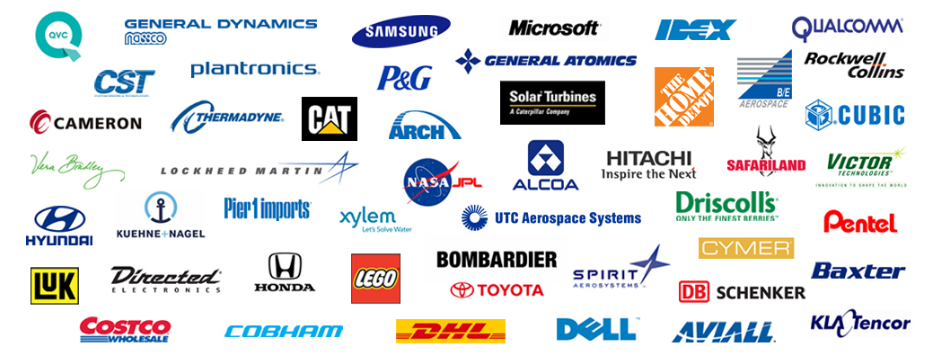 QVC
GENERAL DYNAMICS
NASSCO
SAMSUNG
Microsoft
IDEX
QUALCOMM
CST
plantronics
P&G
GENERAL ATOMICS
Solar Turbines
A Caterpillar Company
THE
HOME
DEPOT
B/E
AEROSPACE
Rockwell
Collins
CAMERON
THERMADYNE
CAT
ARCH
CUBIC
Vera Bradley
LOCKHEED MARTIN
NASA JPL
ALCOA
HITACHI
Inspire the Next
SAFARILAND
VICTOR
TECHNOLOGIES
INNOVATION TO SHAPE THE WORLD
HYUNDAI
KUEHNE+NAGEL
Pier 1 imports
xylem
Let's Solve Water
UTC Aerospace Systems
Driscoll's
ONLY THE FINEST BERRIES
Pentel
CYMER
LUK
Directed
ELECTRONICS
HONDA
LEGO
BOMBARDIER
TOYOTA
SPIRIT
AEROSYSTEMS
DB SCHENKER
Baxter
COSTCO
WHOLESALE
COBHAM
DHL
DELL
AVIALL
KLA Tencor